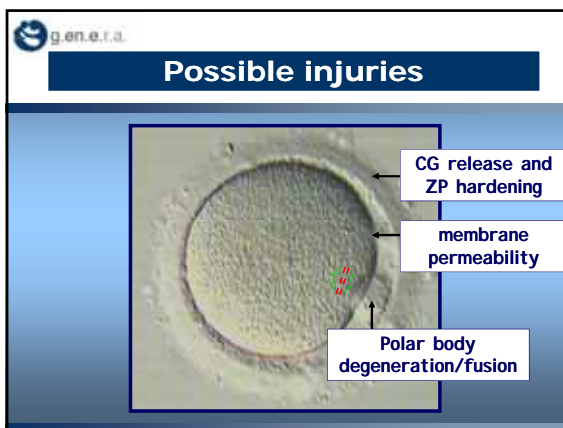 g.en.e.r.a.
Possible injuries
CG release and
ZP hardening
membrane
permeability
Polar body
degeneration/fusion